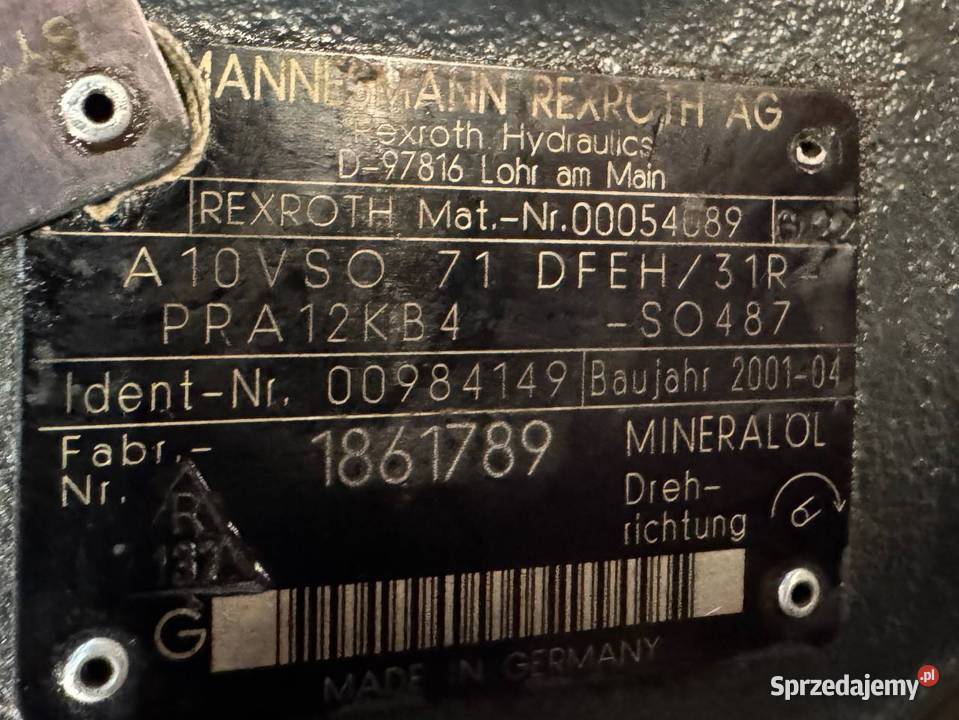 MANNESMANN REXROTH AG
Rexroth Hydraulics
D-97816 Lohr am Main
REXROTH Mat.-Nr.00054089
A10VSO 71 DFEH/31R-
PRA12KB4 -SO487
Ident-Nr. 00984149 Baujahr 2001-04
Fabr.-Nr. 1861789 MINERALÖL
Dreh-
richtung
R
137
G
MADE IN GERMANY
Sprzedajemy.pl